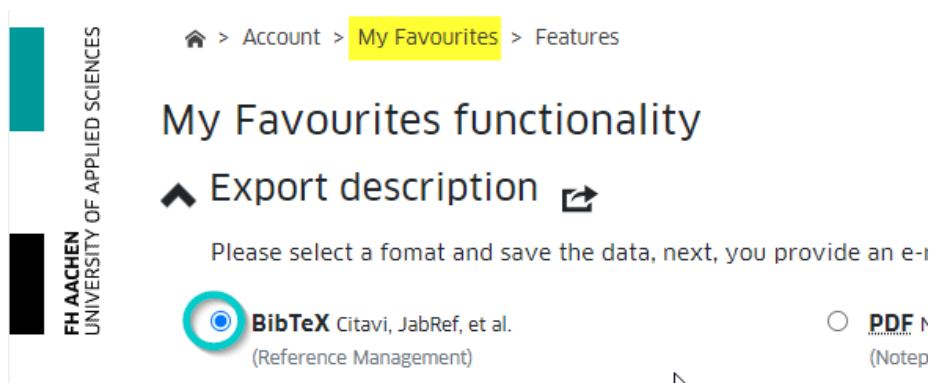 FH AACHEN
UNIVERSITY OF APPLIED SCIENCES
> Account > My Favourites > Features
My Favourites functionality
Export description
Please select a fomat and save the data, next, you provide an
BibTeX Citavi, JabRef, et al.
(Reference Management)
PDF